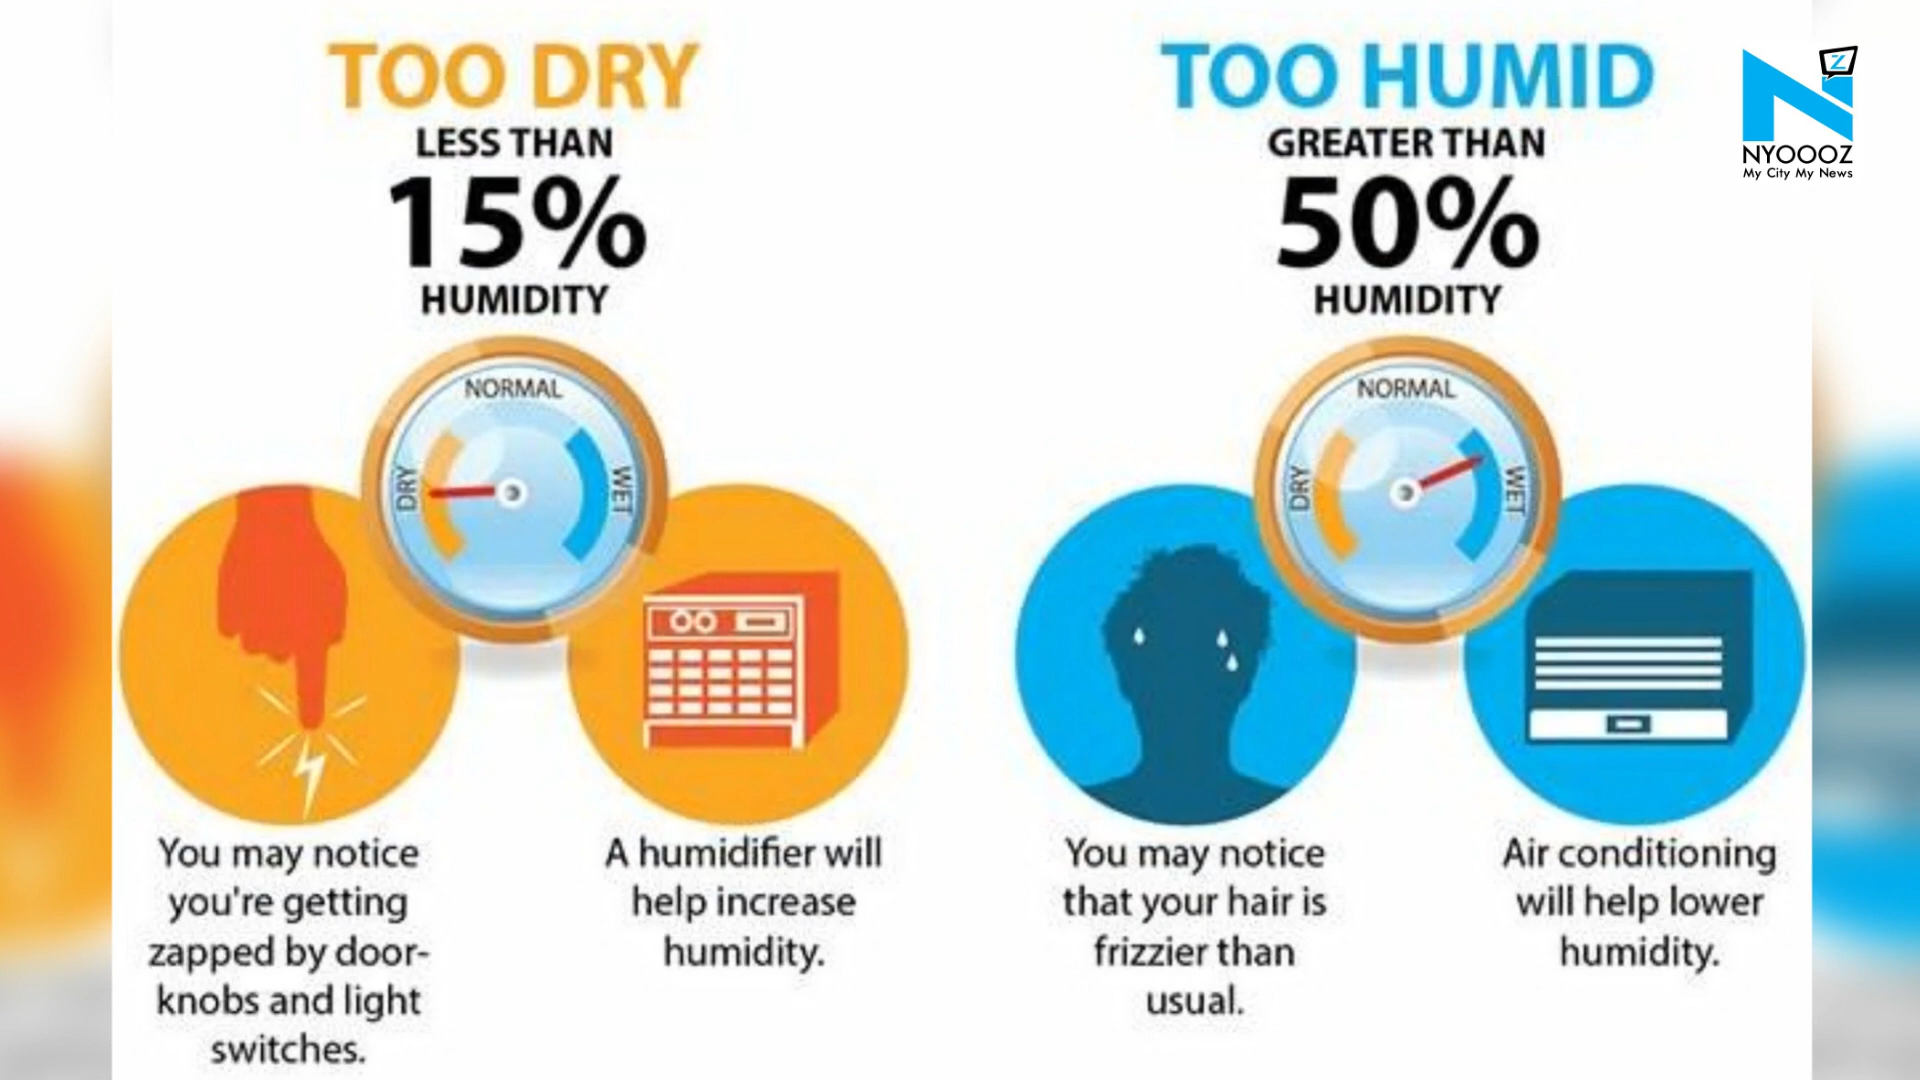 TOO DRY
LESS THAN
15%
HUMIDITY
NORMAL
DRY
WET
You may notice
you're getting
zapped by door-
knobs and light
switches.
A humidifier will
help increase
humidity.
TOO HUMID
GREATER THAN
50%
HUMIDITY
NORMAL
DRY
WET
You may notice
that your hair is
frizzier than
usual.
Air conditioning
will help lower
humidity.
Z
N
NYOOOZ
My City My News